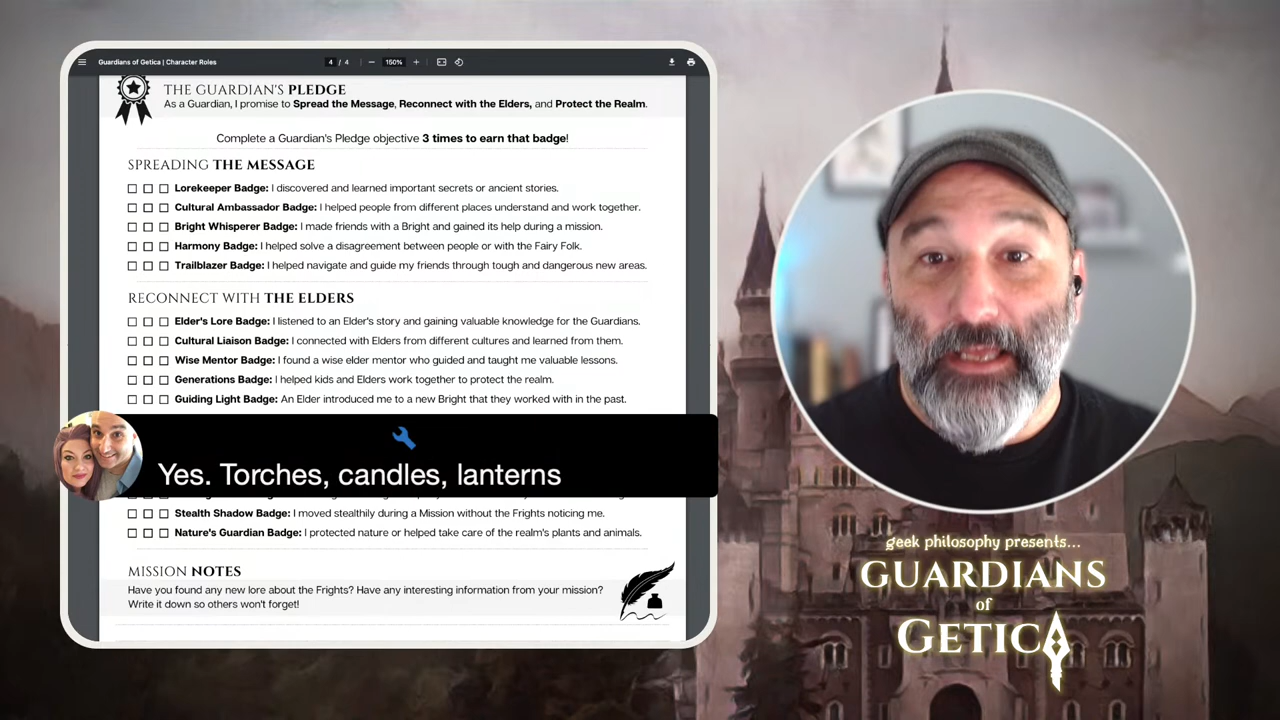 Guardians of Getica | Character Roles
4 / 4
150%
THE GUARDIAN'S PLEDGE
As a Guardian, I promise to Spread the Message, Reconnect with the Elders, and Protect the Realm.
Complete a Guardian's Pledge objective 3 times to earn that badge!
SPREADING THE MESSAGE
Lorekeeper Badge: I discovered and learned important secrets or ancient stories.
Cultural Ambassador Badge: I helped people from different places understand and work together.
Bright Whisperer Badge: I made friends with a Bright and gained its help during a mission.
Harmony Badge: I helped solve a disagreement between people or with the Fairy Folk.
Trailblazer Badge: I helped navigate and guide my friends through tough and dangerous new areas.
RECONNECT WITH THE ELDERS
Elder's Lore Badge: I listened to an Elder's story and gaining valuable knowledge for the Guardians.
Cultural Liaison Badge: I connected with Elders from different cultures and learned from them.
Wise Mentor Badge: I found a wise elder mentor who guided and taught me valuable lessons.
Generations Badge: I helped kids and Elders work together to protect the realm.
Guiding Light Badge: An Elder introduced me to a new Bright that they worked with in the past.
Yes. Torches, candles, lanterns
Stealth Shadow Badge: I moved stealthily during a Mission without the Frights noticing me.
Nature's Guardian Badge: I protected nature or helped take care of the realm's plants and animals.
MISSION NOTES
Have you found any new lore about the Frights? Have any interesting information from your mission?
Write it down so others won't forget!
geek philosophy presents...
GUARDIANS
of
GETICA